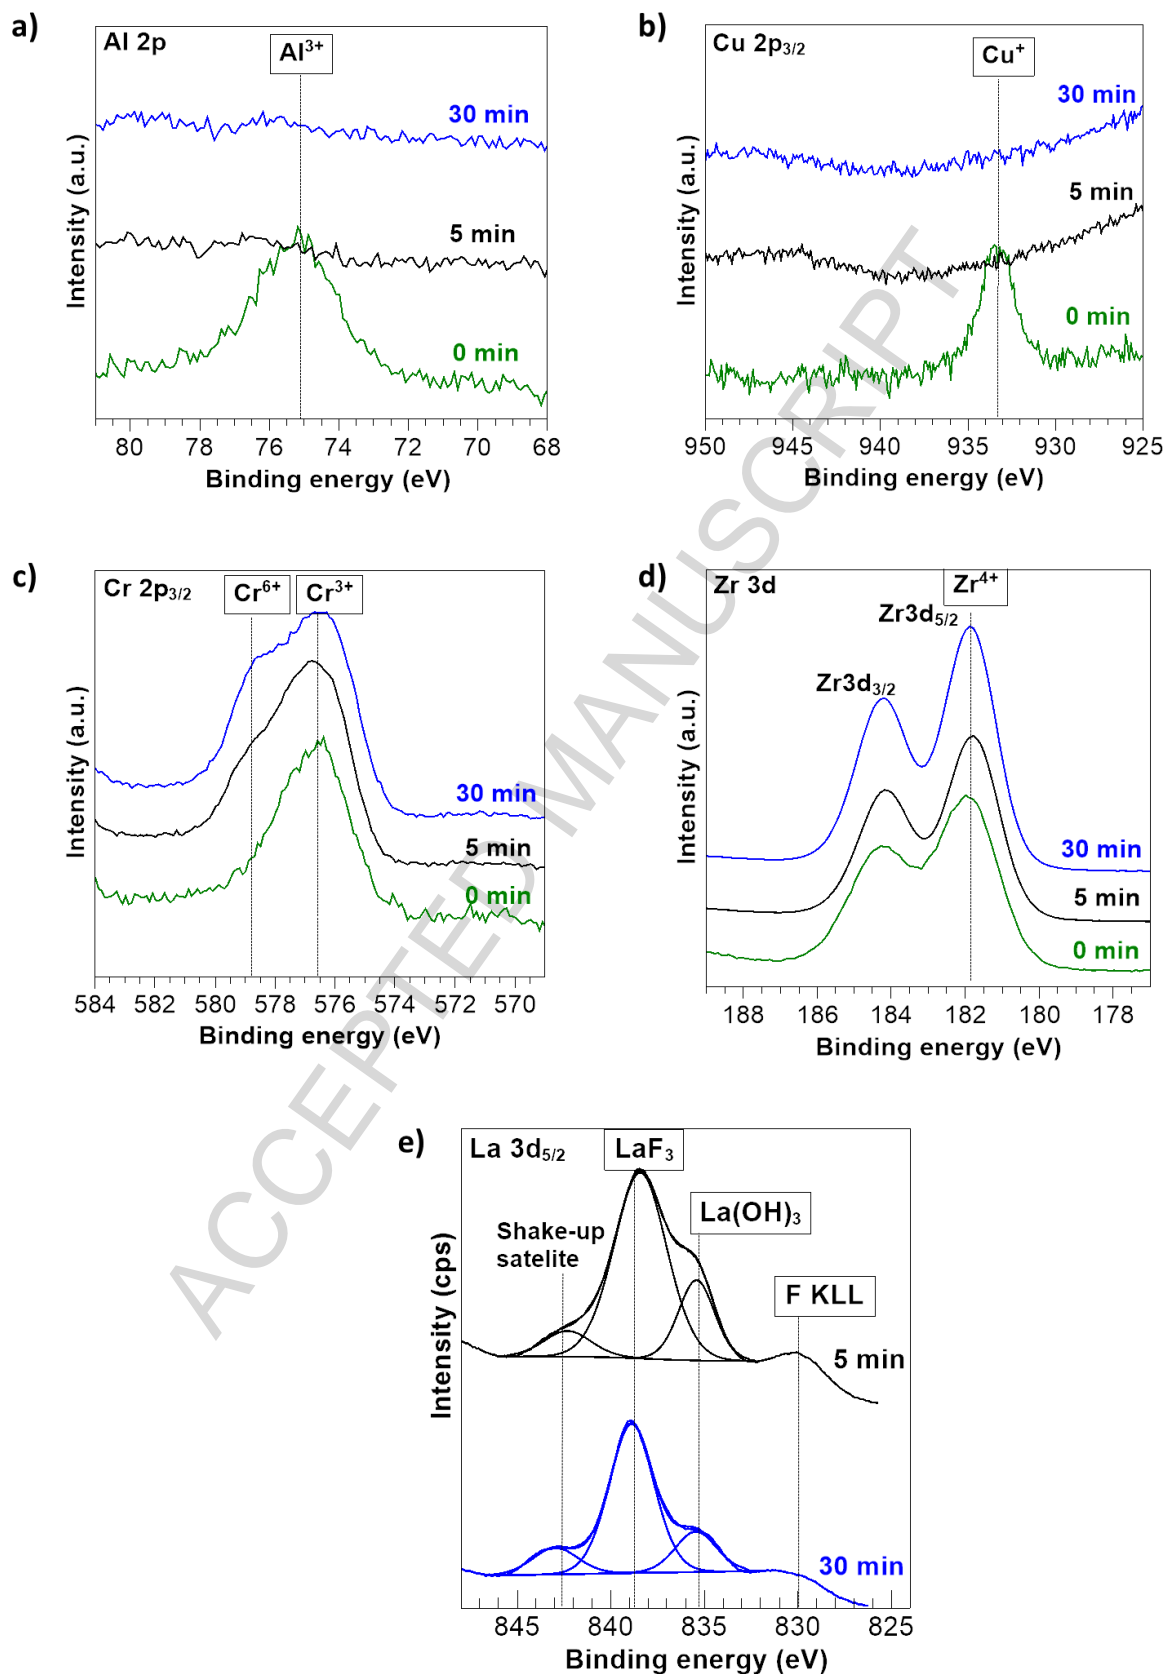 a)
Al 2p
Al3+
30 min
5 min
0 min
Intensity (a.u.)
80 78 76 74 72 70 68
Binding energy (eV)
b)
Cu 2p3/2
Cu+
30 min
5 min
0 min
Intensity (a.u.)
950 945 940 935 930 925
Binding energy (eV)
c)
Cr 2p3/2
Cr6+
Cr3+
30 min
5 min
0 min
Intensity (a.u.)
584 582 580 578 576 574 572 570
Binding energy (eV)
d)
Zr 3d
Zr4+
Zr3d5/2
Zr3d3/2
30 min
5 min
0 min
Intensity (a.u.)
188 186 184 182 180 178
Binding energy (eV)
e)
La 3d5/2
LaF3
La(OH)3
Shake-up
satelite
F KLL
5 min
30 min
Intensity (cps)
845 840 835 830 825
Binding energy (eV)
ACCEPTED MANUSCRIPT